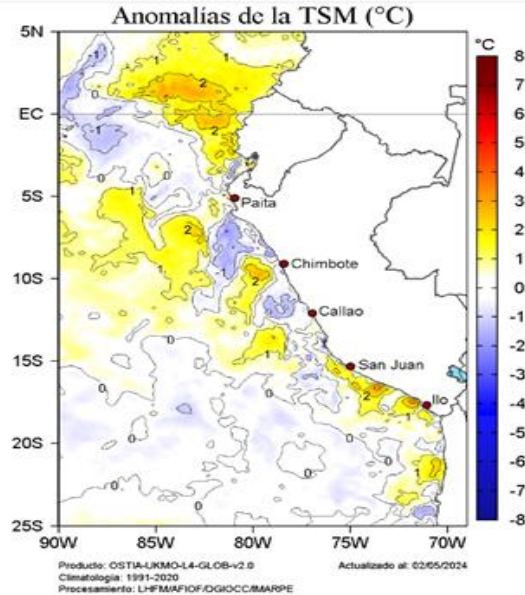 Anomalías de la TSM (°C)
°C
5N
EC
5S
10S
15S
20S
25S
90W 85W 80W 75W 70W
8
7
6
5
4
3
2
1
0
-1
-2
-3
-4
-5
-6
-7
-8
Paita
Chimbote
Callao
San Juan
Ilo
Producto: OSTIA-UKMO-L4-GLOB-v2.0 Actualizado al: 02/05/2024
Climatología: 1991-2020
Procesamiento: LHFM/AFIOF/DGIOCC/IMARPE